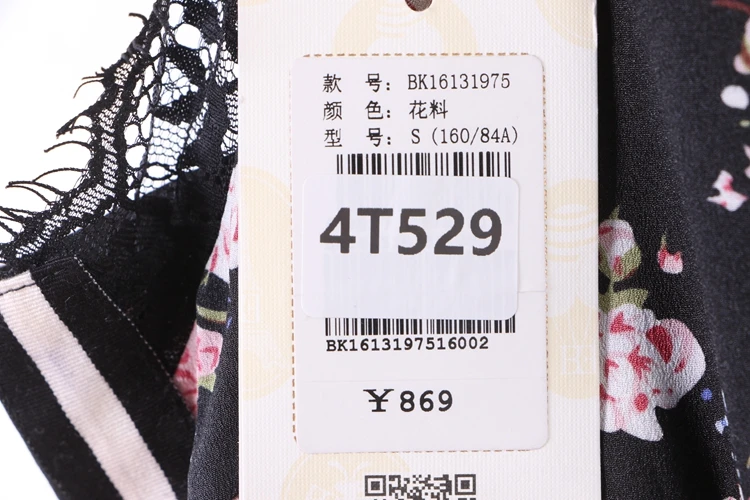 款 号: BK16131975
颜 色: 花料
型 号: S (160/84A)
4T529
BK1613197516002
¥ 869